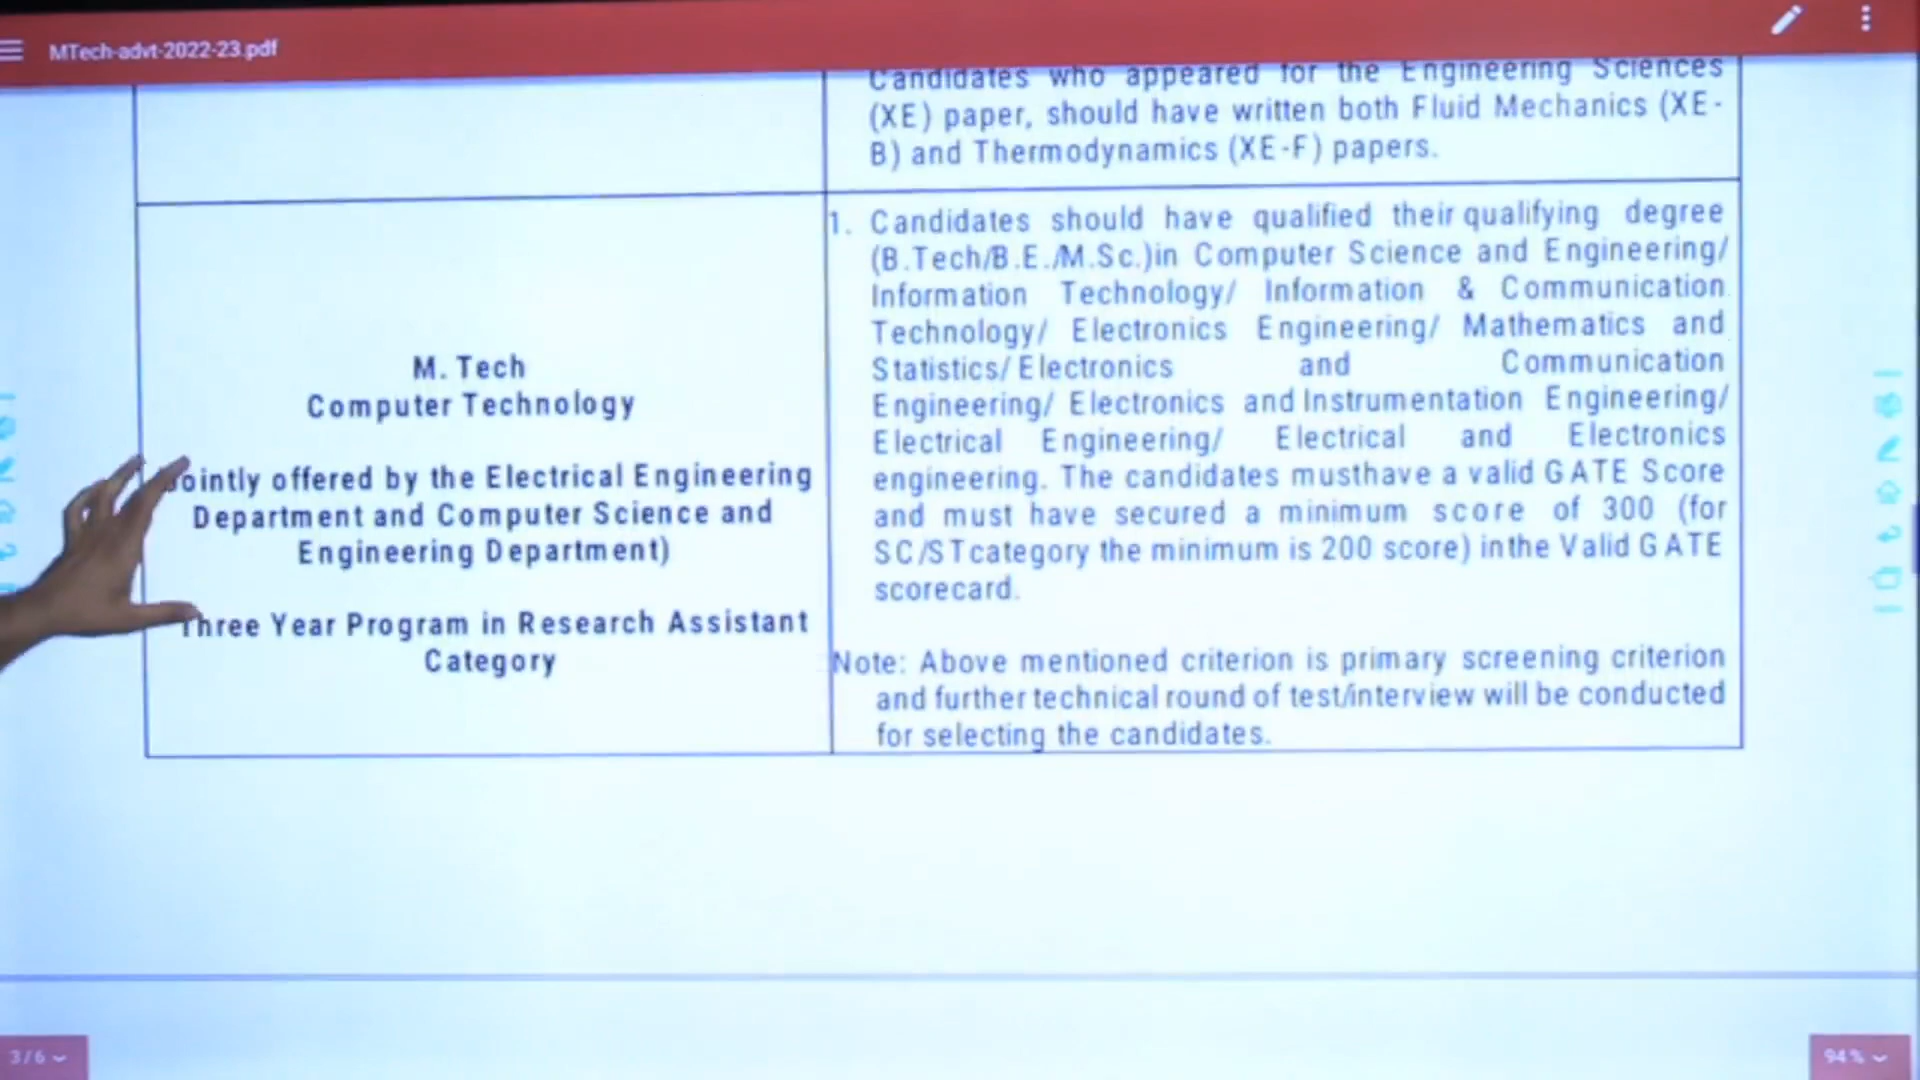 MTech-advt-2022-23.pdf
Candidates who appeared for the Engineering Sciences
(XE) paper, should have written both Fluid Mechanics (XE-
B) and Thermodynamics (XE-F) papers.
M. Tech
Computer Technology
Jointly offered by the Electrical Engineering
Department and Computer Science and
Engineering Department)
Three Year Program in Research Assistant
Category
1. Candidates should have qualified their qualifying degree
(B.Tech/B.E./M.Sc.)in Computer Science and Engineering/
Information Technology/ Information & Communication
Technology/ Electronics Engineering/ Mathematics and
Statistics/ Electronics and Communication
Engineering/ Electronics and Instrumentation Engineering/
Electrical Engineering/ Electrical and Electronics
engineering. The candidates musthave a valid GATE Score
and must have secured a minimum score of 300 (for
SC/STcategory the minimum is 200 score) inthe Valid GATE
scorecard.
Note: Above mentioned criterion is primary screening criterion
and further technical round of test/interview will be conducted
for selecting the candidates.
3/6
94%